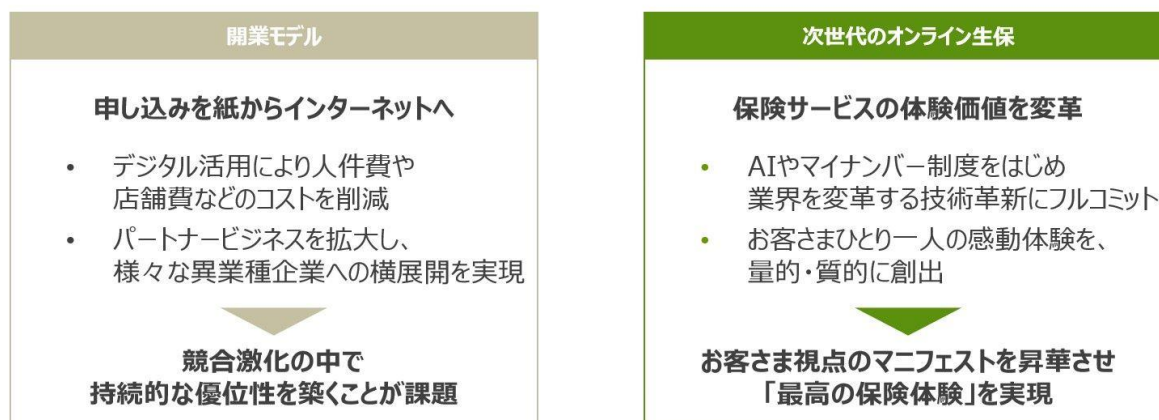 開業モデル
申し込みを紙からインターネットへ
• デジタル活用により人件費や
店舗費などのコストを削減
• パートナービジネスを拡大し、
様々な異業種企業への横展開を実現
競合激化の中で
持続的な優位性を築くことが課題
次世代のオンライン生保
保険サービスの体験価値を変革
• AIやマイナンバー制度をはじめ
業界を変革する技術革新にフルコミット
• お客さまひとり一人の感動体験を、
量的・質的に創出
お客さま視点のマニフェストを昇華させ
「最高の保険体験」を実現